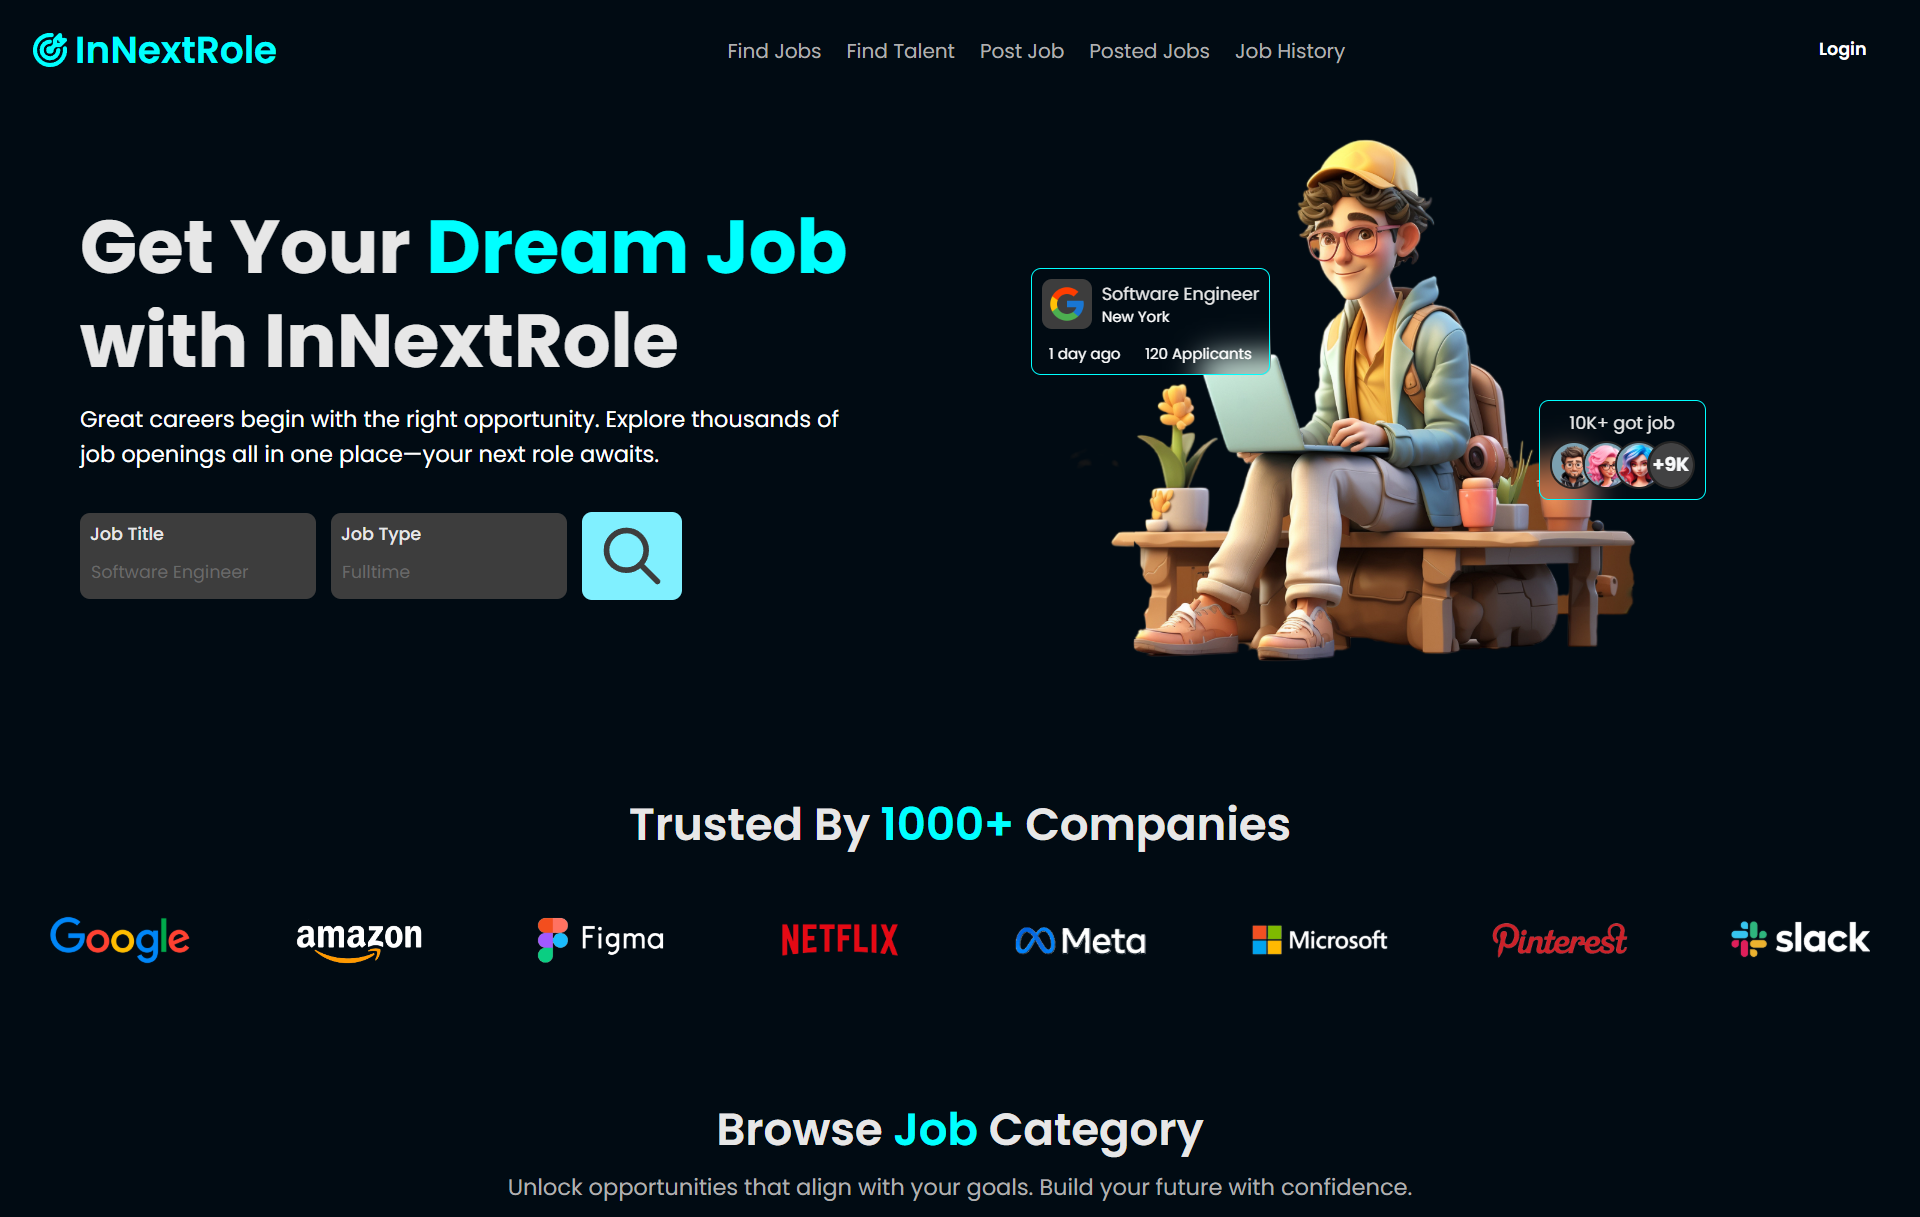 InNextRole
Find Jobs
Find Talent
Post Job
Posted Jobs
Job History
Login
Get Your Dream Job
with InNextRole
Great careers begin with the right opportunity. Explore thousands of
job openings all in one place—your next role awaits.
Job Title
Software Engineer
Job Type
Fulltime
Software Engineer
New York
1 day ago
120 Applicants
10K+ got job
+9K
Trusted By 1000+ Companies
Google
amazon
Figma
NETFLIX
Meta
Microsoft
Pinterest
slack
Browse Job Category
Unlock opportunities that align with your goals. Build your future with confidence.